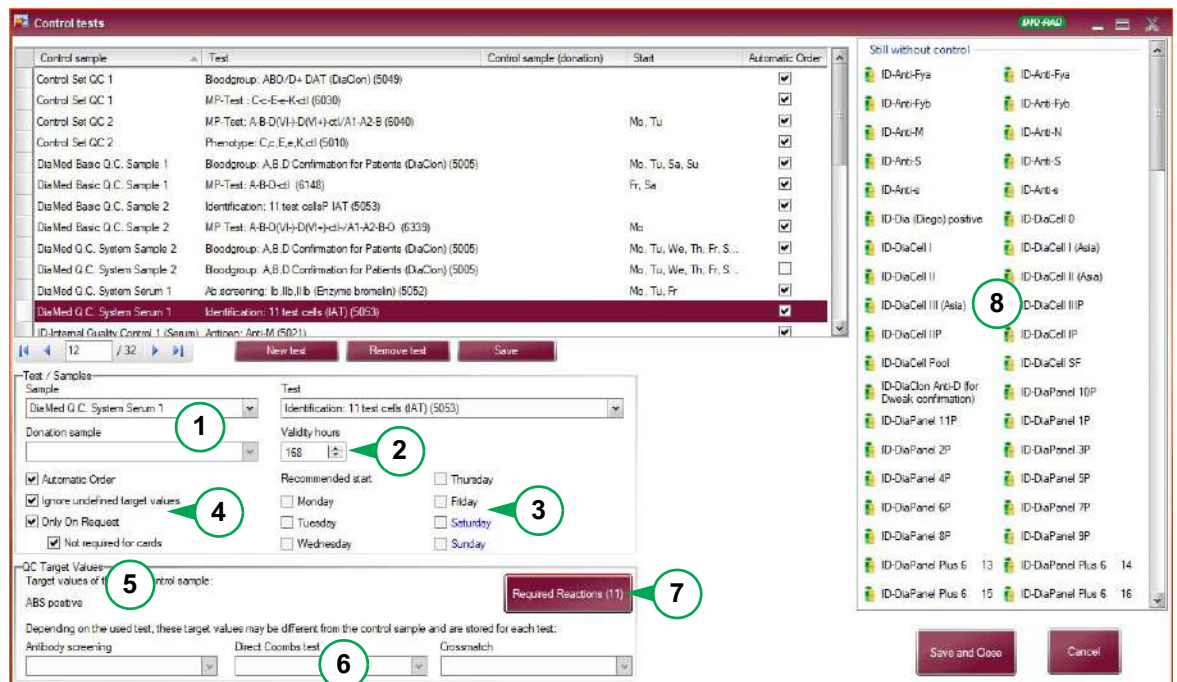 Control tests
BIO-RAD
Control sample Test Control sample (donation) Start Automatic Order
Control Set QC 1 Bloodgroup: ABO/D+ DAT (DiaClon) (5049)
Control Set QC 1 MP-Test : C-c-E-e-K-ctl (6030)
Control Set QC 2 MP-Test: A-B-D(VI-)-D(VI+)-ctl-/A1-A2-B (6040) Mo, Tu
Control Set QC 2 Phenotype: C,c,E,e,K,ctl (5010)
DiaMed Basic Q.C. Sample 1 Bloodgroup: A,B,D Confirmation for Patients (DiaClon) (5005) Mo, Tu, Sa, Su
DiaMed Basic Q.C. Sample 1 MP-Test: A-B-D-ctl (6148) Fr, Sa
DiaMed Basic Q.C. Sample 2 Identification: 11 test cellsP IAT (5053)
DiaMed Basic Q.C. Sample 2 MP Test: A-B-D(VI-)-D(VI+)-ctl-/A1-A2-B-O (6339) Mo
DiaMed Q.C. System Sample 2 Bloodgroup: A,B,D Confirmation for Patients (DiaClon) (5005) Mo, Tu, We, Th, Fr, S...
DiaMed Q.C. System Sample 2 Bloodgroup: A,B,D Confirmation for Patients (DiaClon) (5005) Mo, Tu, We, Th, Fr, S...
DiaMed Q.C. System Serum 1 Ab.screening: Ib,IIb,IIIb (Enzyme bromelin) (5052) Mo, Tu, Fr
DiaMed Q.C. System Serum 1 Identification: 11 test cells (IAT) (5053)
ID-Internal Quality Control 1 (Serum) Antigen: Anti-M (5021)
12 / 32 New test Remove test Save
Test / Samples
Sample Test
DiaMed Q.C. System Serum 1 Identification: 11 test cells (IAT) (5053)
1
Donation sample Validity hours
168 2
Automatic Order Recommended start Thursday
Ignore undefined target values Monday Friday
4 3
Only On Request Tuesday Saturday
Not required for cards Wednesday Sunday
QC Target Values
Target values of ntrol sample:
5
ABS positive
Required Reactions (11) 7
Depending on the used test, these target values may be different from the control sample and are stored for each test:
Antibody screening Direct Coombs test Crossmatch
6
Still without control
ID-Anti-Fya ID-Anti-Fya
ID-Anti-Fyb ID-Anti-Fyb
ID-Anti-M ID-Anti-N
ID-Anti-S ID-Anti-S
ID-Anti-s ID-Anti-s
ID-Dia (Diego) positive ID-DiaCell 0
ID-DiaCell I ID-DiaCell I (Asia)
ID-DiaCell II ID-DiaCell II (Asia)
ID-DiaCell III (Asia) 8 ID-DiaCell IIIP
ID-DiaCell IIP ID-DiaCell IP
ID-DiaCell Pool ID-DiaCell SF
ID-DiaClon Anti-D (for
Dweak confirmation) ID-DiaPanel 10P
ID-DiaPanel 11P ID-DiaPanel 1P
ID-DiaPanel 2P ID-DiaPanel 3P
ID-DiaPanel 4P ID-DiaPanel 5P
ID-DiaPanel 6P ID-DiaPanel 7P
ID-DiaPanel 8P ID-DiaPanel 9P
ID-DiaPanel Plus 6 13 ID-DiaPanel Plus 6 14
ID-DiaPanel Plus 6 15 ID-DiaPanel Plus 6 16
Save and Close Cancel